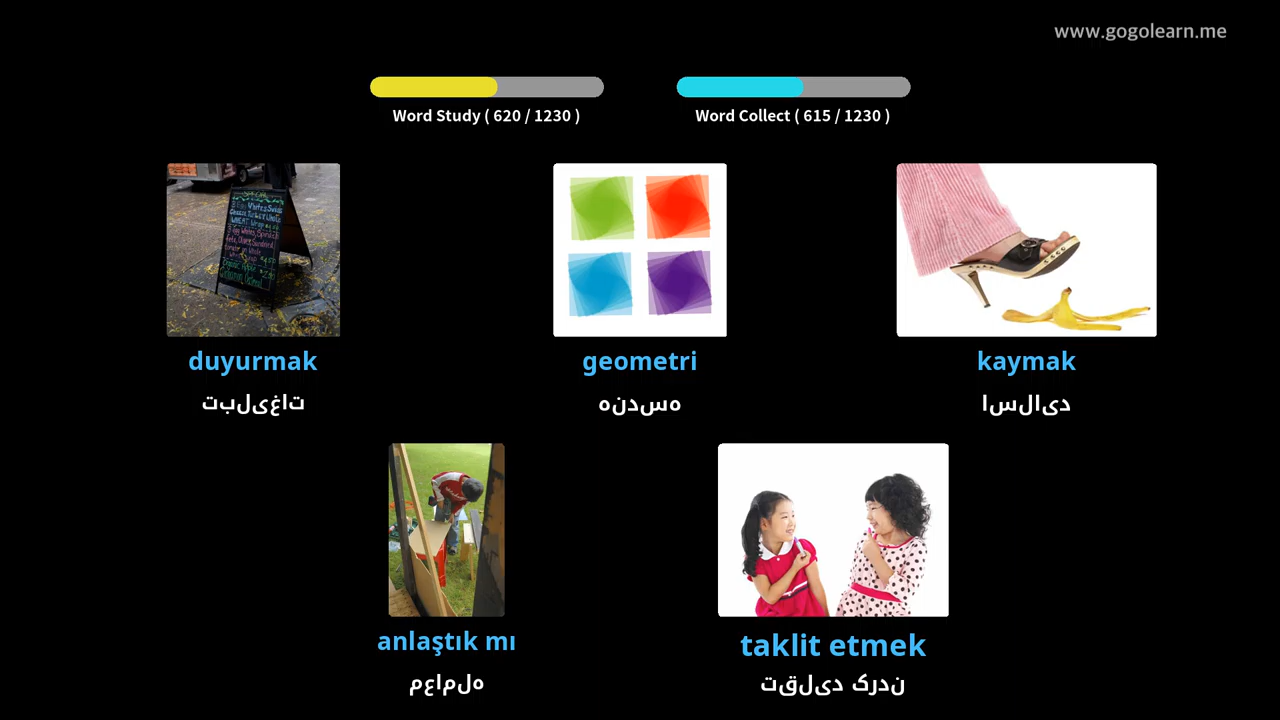 www.gogolearn.me
Word Study ( 620 / 1230 )
Word Collect ( 615 / 1230 )
duyurmak
geometri
kaymak
تبلیغات
هندسه
اسلاید
anlaştık mı
taklit etmek
معامله
تقلید کردن